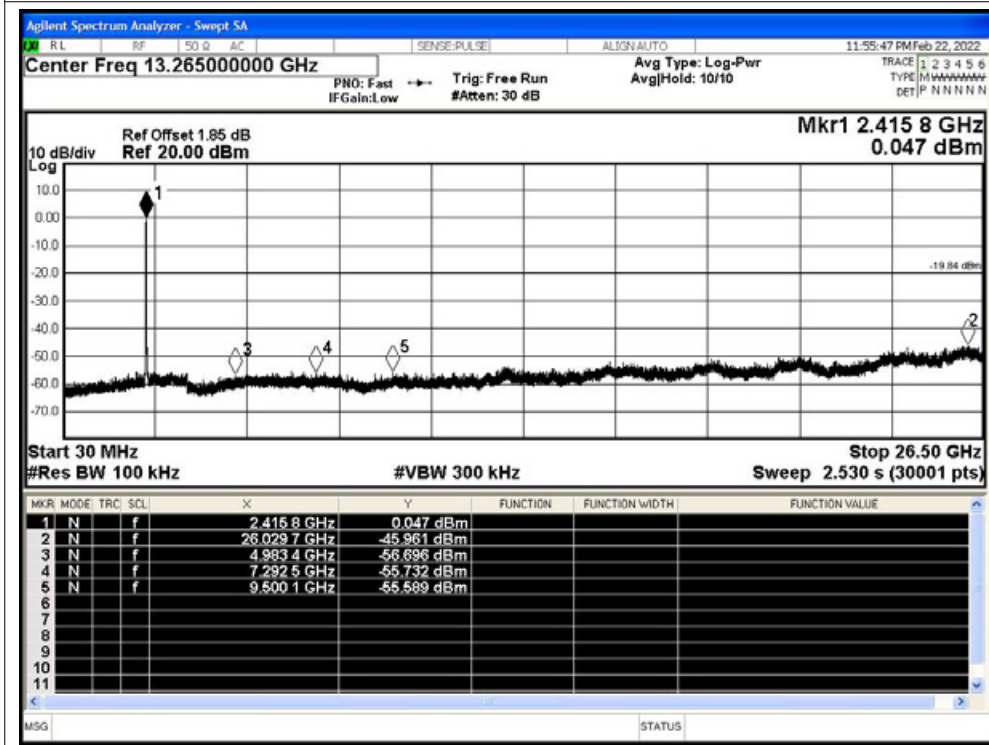 Agilent Spectrum Analyzer - Swept SA
LXI RL RF 50 Ω AC SENSE:PULSE ALIGN AUTO 11:55:47 PM Feb 22, 2022
Center Freq 13.265000000 GHz
PNO: Fast
IFGain:Low
Trig: Free Run
#Atten: 30 dB
Avg Type: Log-Pwr
Avg|Hold: 10/10
TRACE 1 2 3 4 5 6
TYPE M
DET P N N N N N
Mkr1 2.415 8 GHz
0.047 dBm
Ref Offset 1.85 dB
10 dB/div Ref 20.00 dBm
Log
10.0
0.00
-10.0
-20.0
-30.0
-40.0
-50.0
-60.0
-70.0
1
-19.84 dBm
2
3
4
5
Start 30 MHz Stop 26.50 GHz
#Res BW 100 kHz #VBW 300 kHz Sweep 2.530 s (30001 pts)
MKR MODE TRC SCL X Y FUNCTION FUNCTION WIDTH FUNCTION VALUE
1 N f 2.415 8 GHz 0.047 dBm
2 N f 26.029 7 GHz -45.961 dBm
3 N f 4.983 4 GHz -56.696 dBm
4 N f 7.292 5 GHz -55.732 dBm
5 N f 9.500 1 GHz -55.589 dBm
6
7
8
9
10
11
MSG STATUS